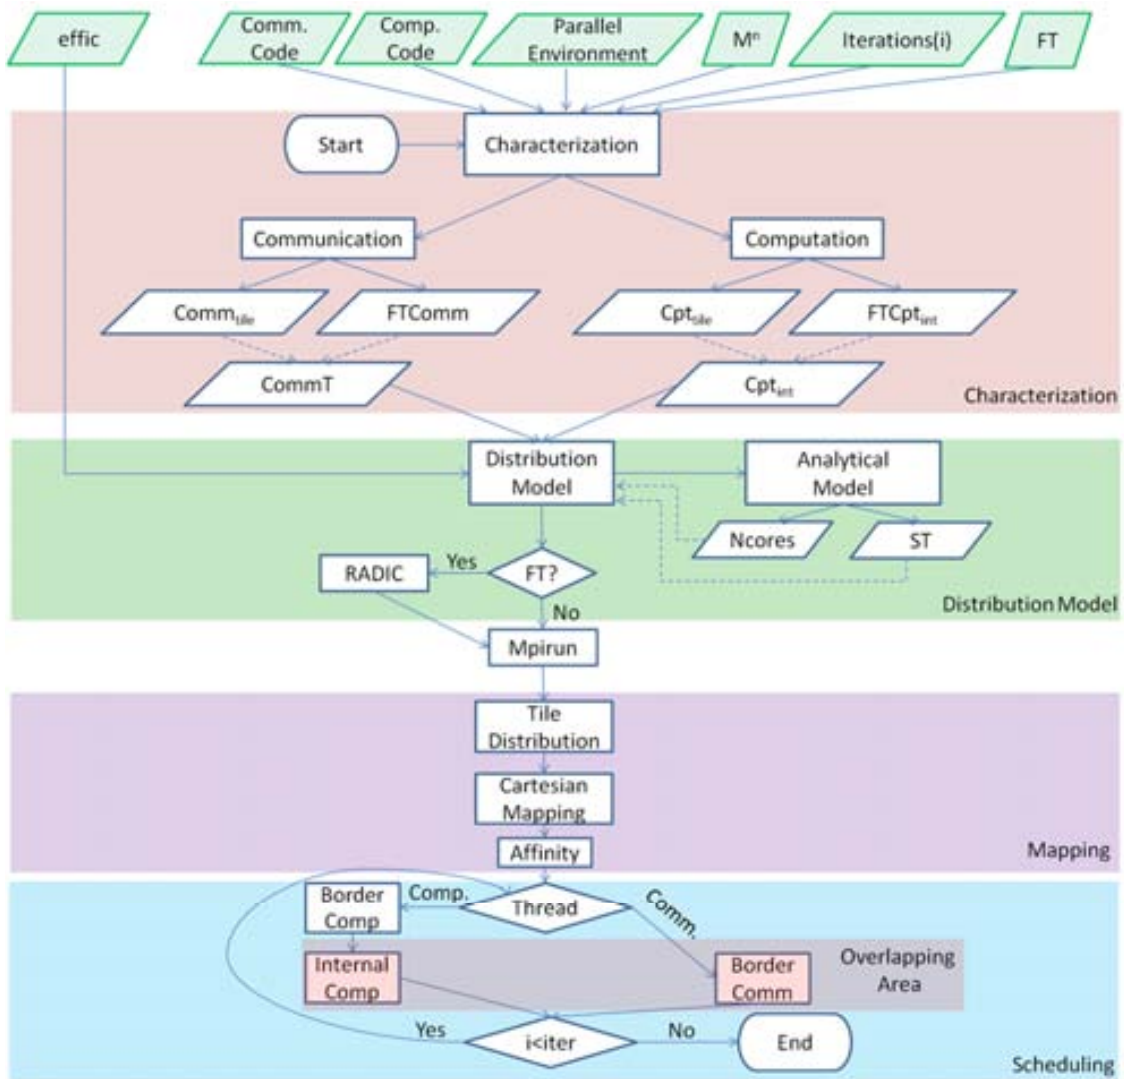 effic
Comm.
Code
Comp.
Code
Parallel
Environment
Mⁿ
Iterations(i)
FT
Start
Characterization
Communication
Computation
Comm_tile
FTComm
Cpt_tile
FTCpt_int
CommT
Cpt_int
Characterization
Distribution
Model
Analytical
Model
Ncores
ST
RADIC
Yes
FT?
No
Distribution Model
Mpirun
Tile
Distribution
Cartesian
Mapping
Affinity
Mapping
Border
Comp
Comp.
Thread
Comm.
Internal
Comp
Border
Comm
Overlapping
Area
Yes
i<iter
No
End
Scheduling